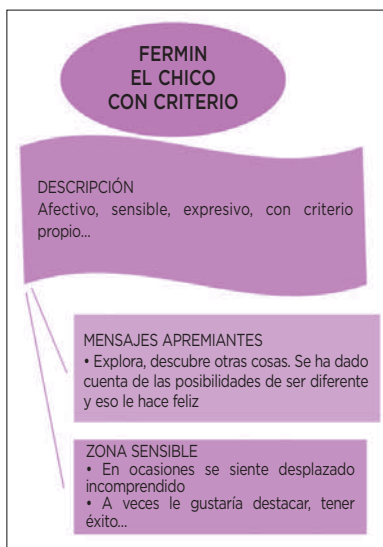 FERMIN
EL CHICO
CON CRITERIO
DESCRIPCIÓN
Afectivo, sensible, expresivo, con criterio
propio...
MENSAJES APREMIANTES
• Explora, descubre otras cosas. Se ha dado
cuenta de las posibilidades de ser diferente
y eso le hace feliz
ZONA SENSIBLE
• En ocasiones se siente desplazado
incomprendido
• A veces le gustaría destacar, tener
éxito...